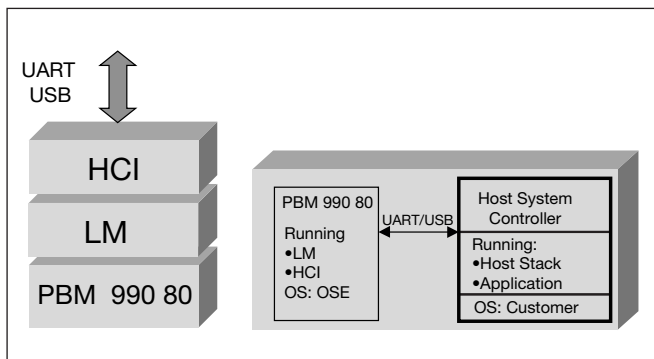 UART
USB
HCI
LM
PBM 990 80
PBM 990 80
Running
•LM
•HCI
OS: OSE
UART/USB
Host System
Controller
Running:
•Host Stack
•Application
OS: Customer